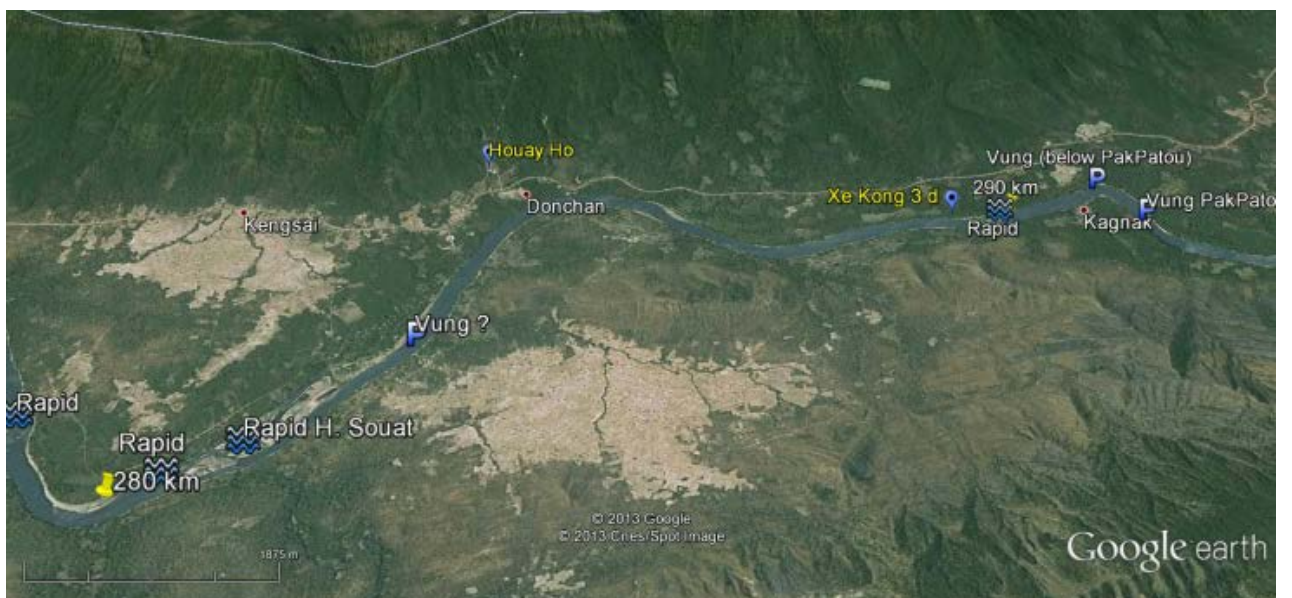 Houay Ho
Vung (below PakPatou)
Xe Kong 3 d
290 km
Vung PakPato
Donchan
Kengsai
Rapid
Kagnak
Vung ?
Rapid
Rapid H. Souat
Rapid
280 km
© 2013 Google
© 2013 Cnes/Spot Image
1875 m
Google earth